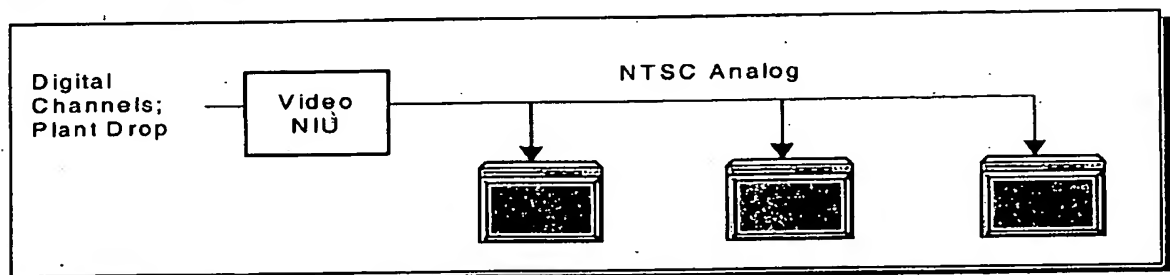 Digital
Channels;
Plant Drop
Video
NIU
NTSC Analog